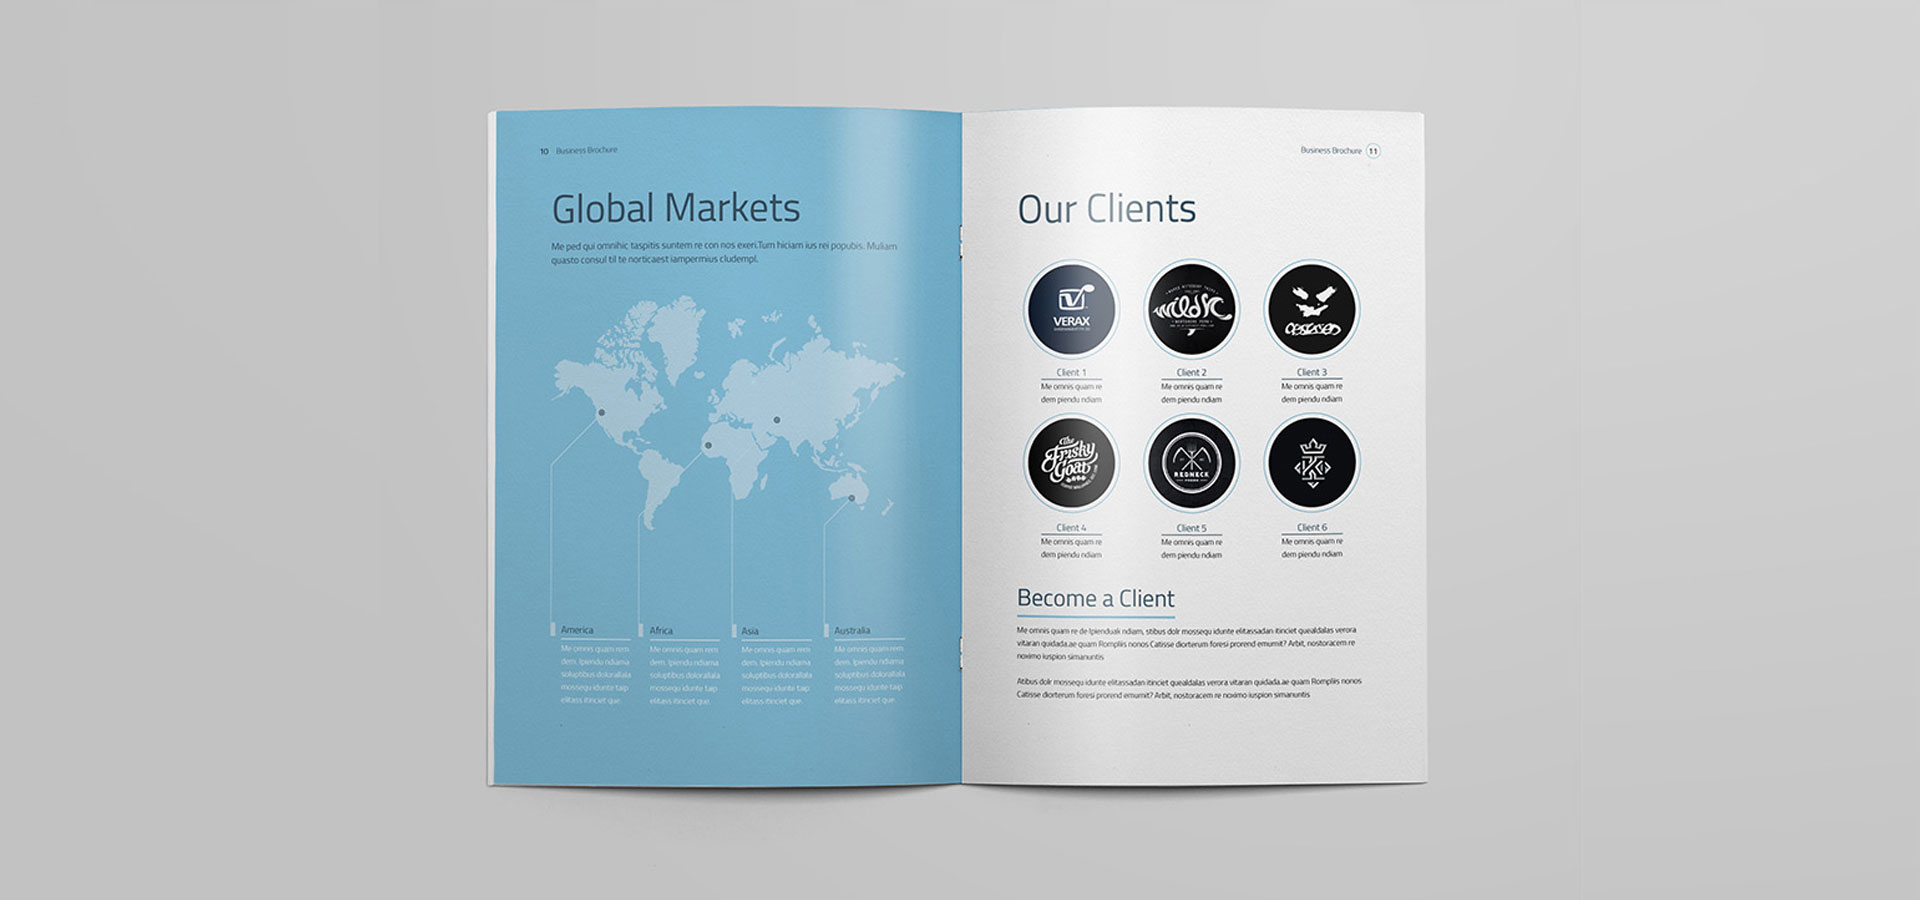 10 Business Brochure
Global Markets
Me ped qui omnihic taspitis suntem re con nos exeri.Tum hiciam ius rei popubis. Muliam
quasto consul til te norticaest iampermius cludempl.
America
Me omnis quam rem
dem. Ipiendu ndiama
soluptibus dolorallala
mossequ idunte taip
elitass itinciet que.
Africa
Me omnis quam rem
dem. Ipiendu ndiama
soluptibus dolorallala
mossequ idunte taip
elitass itinciet que.
Asia
Me omnis quam rem
dem. Ipiendu ndiama
soluptibus dolorallala
mossequ idunte taip
elitass itinciet que.
Australia
Me omnis quam rem
dem. Ipiendu ndiama
soluptibus dolorallala
mossequ idunte taip
elitass itinciet que.
Business Brochure 11
Our Clients
VERAX
Client 1
Me omnis quam re
dem piendu ndiam
Client 2
Me omnis quam re
dem piendu ndiam
Client 3
Me omnis quam re
dem piendu ndiam
The
Frisky
Goat
Client 4
Me omnis quam re
dem piendu ndiam
REDNECK
Client 5
Me omnis quam re
dem piendu ndiam
Client 6
Me omnis quam re
dem piendu ndiam
Become a Client
Me omnis quam re de Ipienduak ndiam, stibus dolr mossequ idunte elitassadan itinciet quealdalas verora
vitaran quidada.ae quam Rompliis nonos Catisse diorterum foresi prorend emumit? Arbit, nostoracem re
noximo iuspion simanuntis
Atibus dolr mossequ idunte elitassadan itinciet quealdalas verora vitaran quidada.ae quam Rompliis nonos
Catisse diorterum foresi prorend emumit? Arbit, nostoracem re noximo iuspion simanuntis